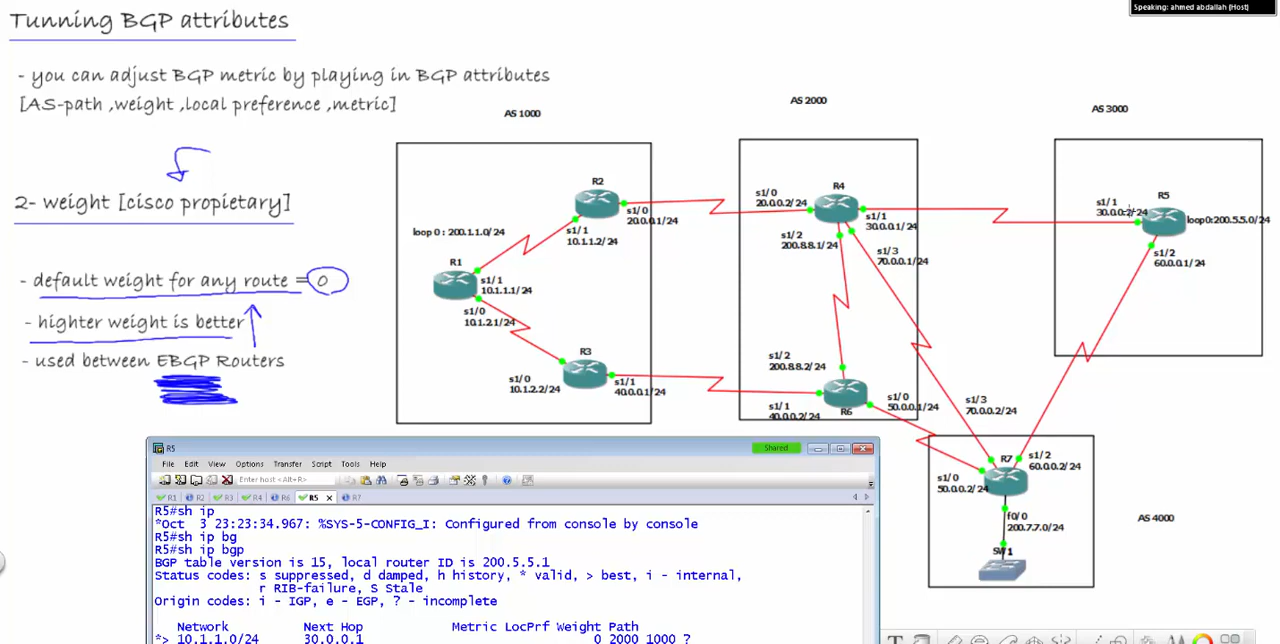 Speaking: ahmed abdallah (Host)
Tunning BGP attributes
- you can adjust BGP metric by playing in BGP attributes
[AS-path ,weight ,local preference ,metric]
2- weight [cisco propietary]
- default weight for any route = 0
- highter weight is better
- used between EBGP Routers
AS 1000
AS 2000
AS 3000
R2
s1/0
20.0.0.1/24
s1/1
10.1.1.2/24
loop 0 : 200.1.1.0/24
R1
s1/1
10.1.1.1/24
s1/0
10.1.2.1/24
R3
s1/0
10.1.2.2/24
s1/1
40.0.0.1/24
s1/0
20.0.0.2/24
R4
s1/1
30.0.0.1/24
s1/2
200.8.8.1/24
s1/3
70.0.0.1/24
s1/2
200.8.8.2/24
s1/1
40.0.0.2/24
R6
s1/0
50.0.0.1/24
R5
s1/1
30.0.0.2/24
loop0:200.5.5.0/24
s1/2
60.0.0.1/24
s1/3
70.0.0.2/24
R7
s1/2
60.0.0.2/24
s1/0
50.0.0.2/24
f0/0
200.7.7.0/24
SW1
AS 4000
R5
Shared
File Edit View Options Transfer Script Tools Help
Enter host <Alt+R>
R1 R2 R3 R4 R6 R5 R7
R5#sh ip
*Oct 3 23:23:34.967: %SYS-5-CONFIG_I: Configured from console by console
R5#sh ip bg
R5#sh ip bgp
BGP table version is 15, local router ID is 200.5.5.1
Status codes: s suppressed, d damped, h history, * valid, > best, i - internal,
r RIB-failure, S Stale
Origin codes: i - IGP, e - EGP, ? - incomplete
Network Next Hop Metric LocPrf Weight Path
*> 10.1.1.0/24 30.0.0.1 0 2000 1000 ?